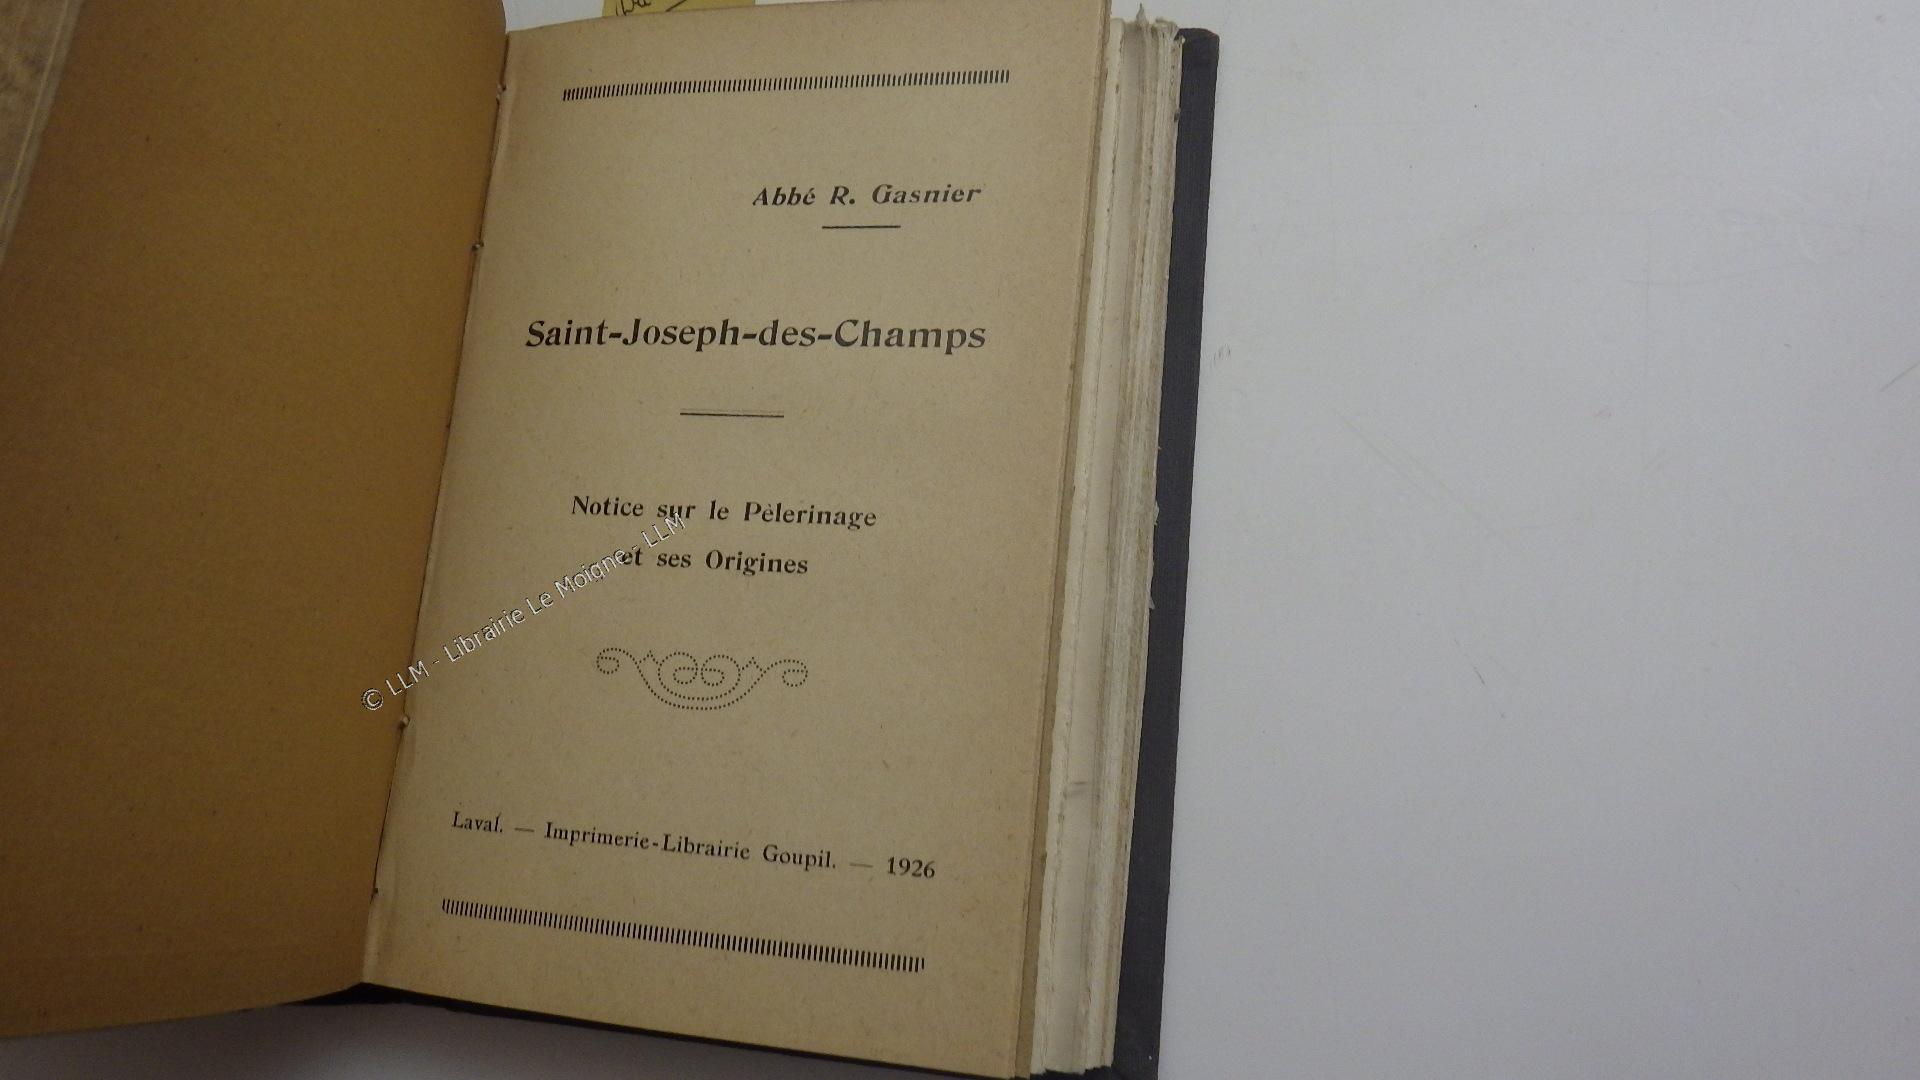 Abbé R. Gasnier
Saint-Joseph-des-Champs
Notice sur le Pèlerinage
et ses Origines
© LLM - Librairie Le Moigne - LLM
Laval. — Imprimerie-Librairie Goupil. — 1926